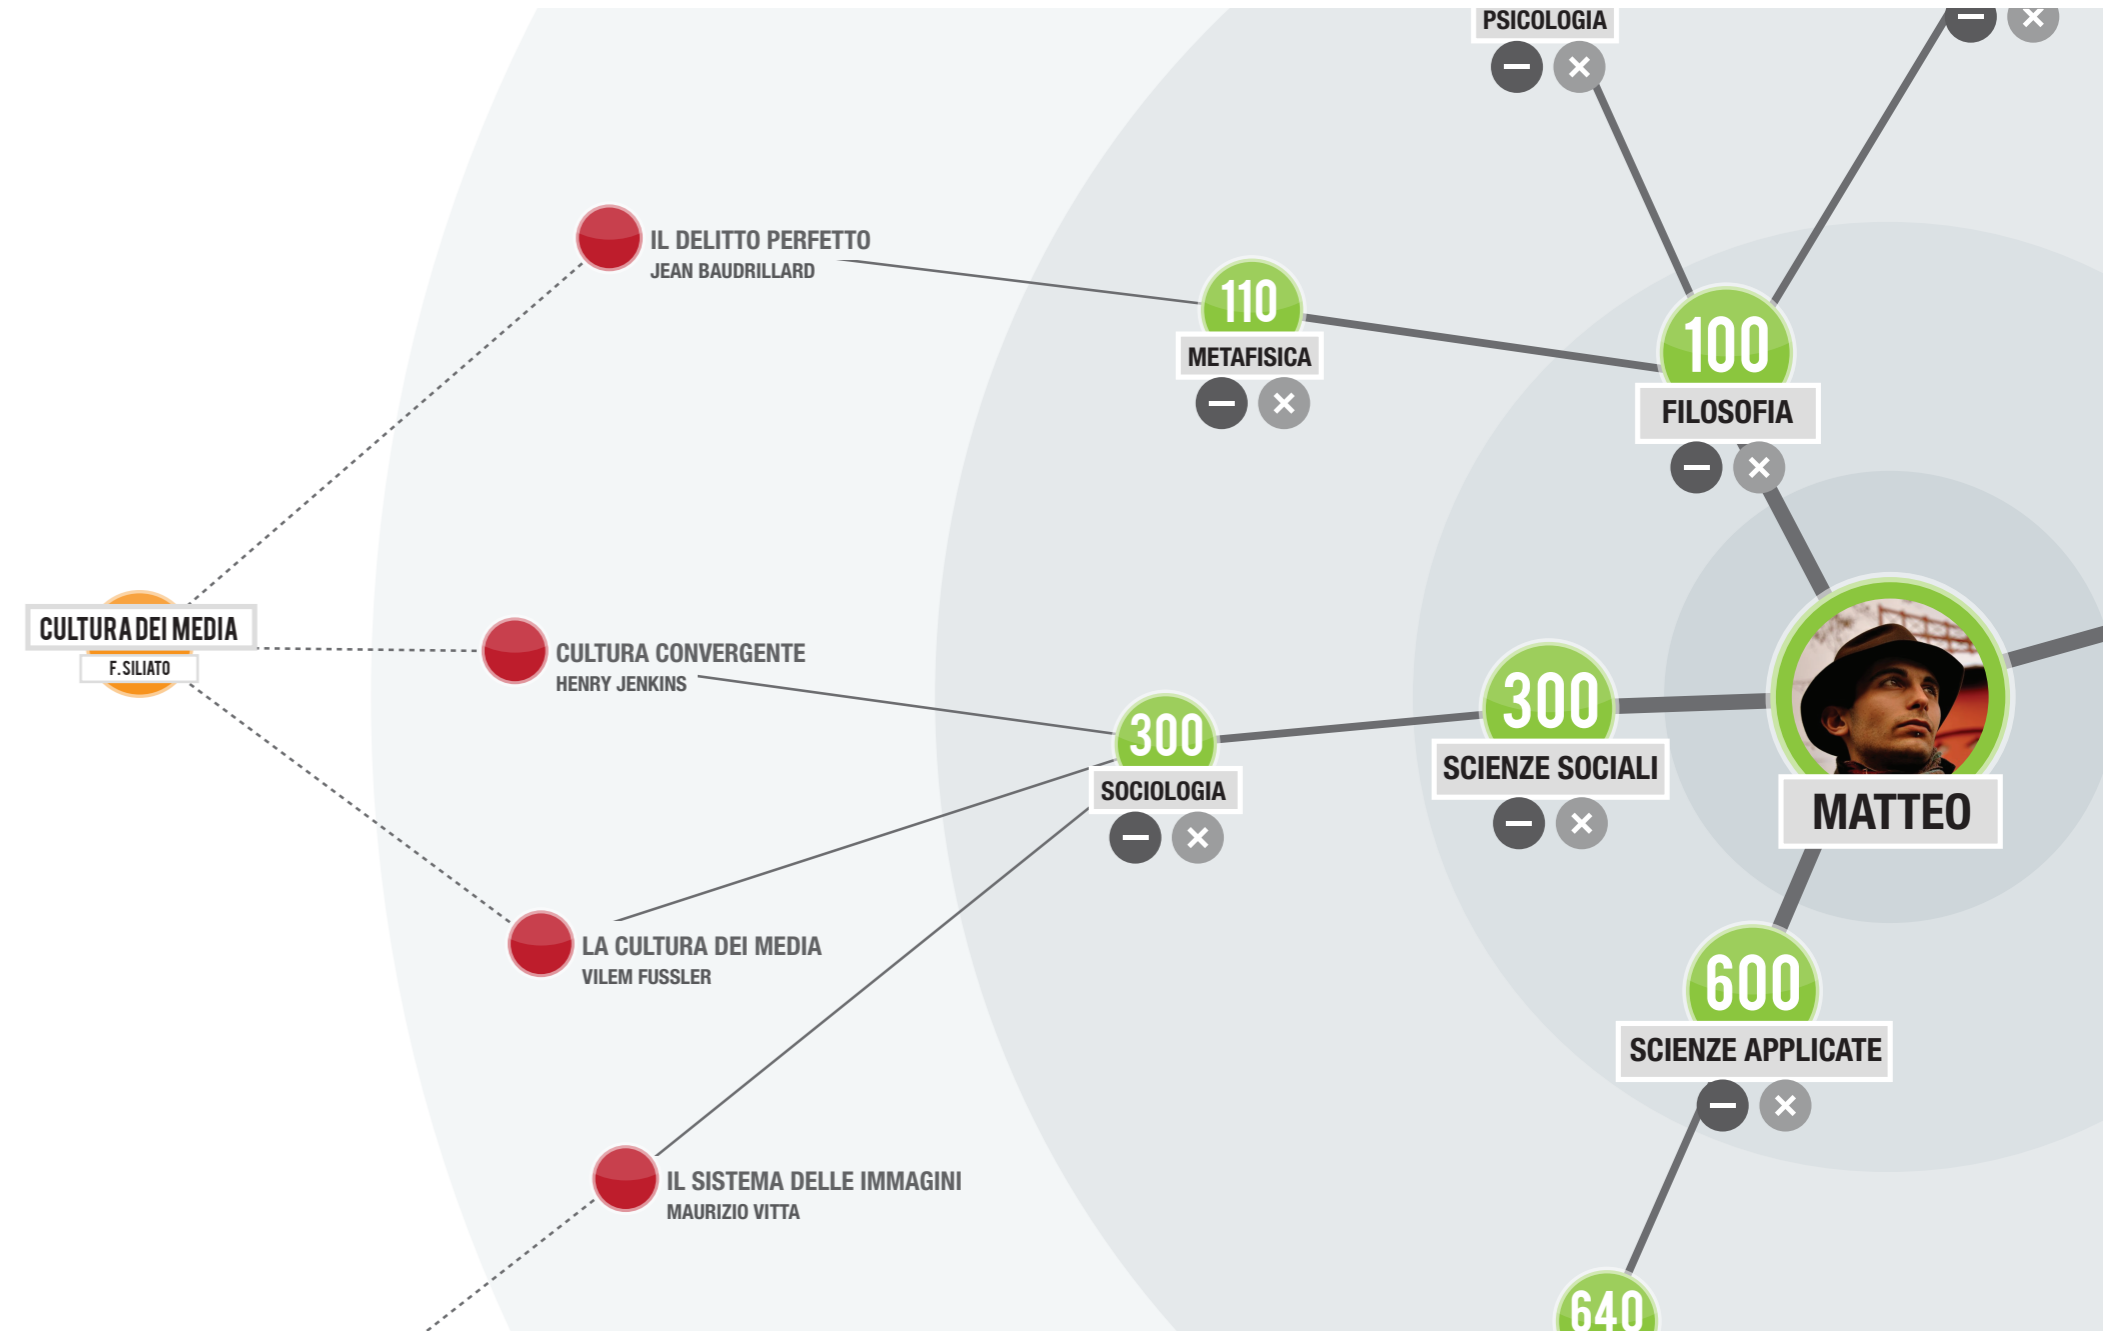 PSICOLOGIA
IL DELITTO PERFETTO
JEAN BAUDRILLARD
110
METAFISICA
100
FILOSOFIA
CULTURA DEI MEDIA
F. SILIATO
CULTURA CONVERGENTE
HENRY JENKINS
300
SOCIOLOGIA
300
SCIENZE SOCIALI
MATTEO
LA CULTURA DEI MEDIA
VILEM FUSSLER
600
SCIENZE APPLICATE
IL SISTEMA DELLE IMMAGINI
MAURIZIO VITTA
640